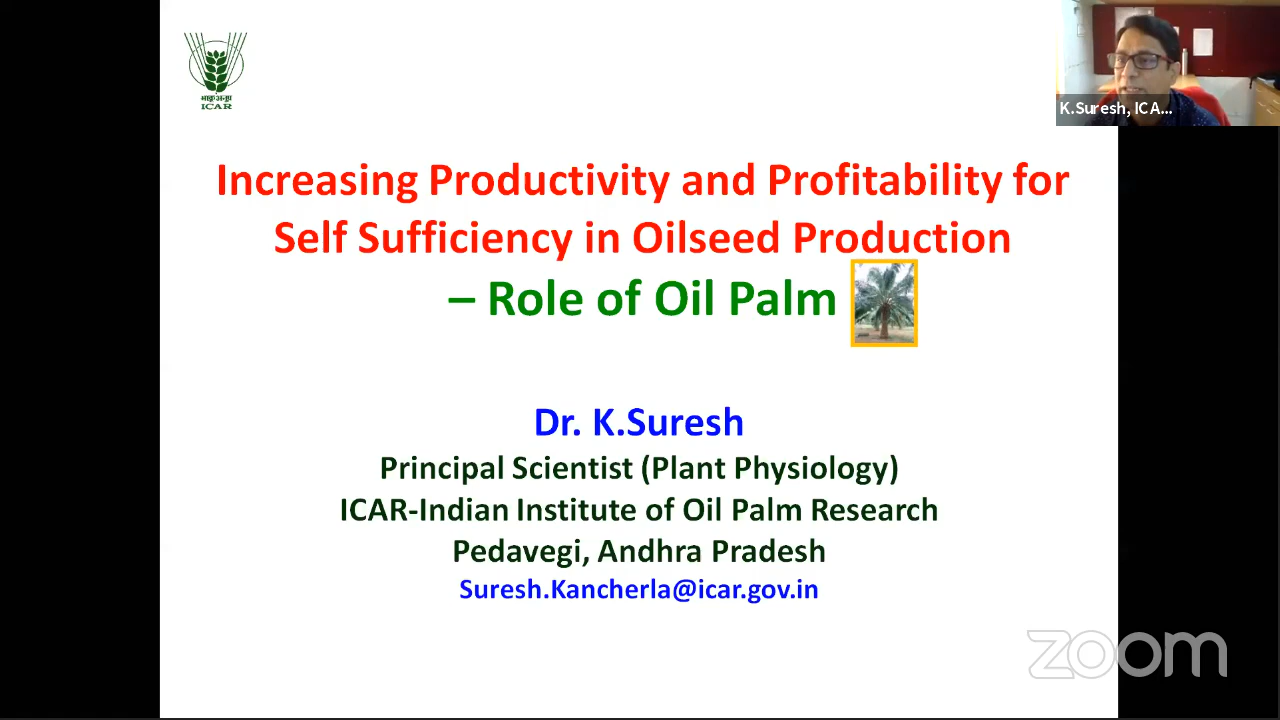 ICAR
K.Suresh, ICA...
Increasing Productivity and Profitability for
Self Sufficiency in Oilseed Production
– Role of Oil Palm
Dr. K.Suresh
Principal Scientist (Plant Physiology)
ICAR-Indian Institute of Oil Palm Research
Pedavegi, Andhra Pradesh
Suresh.Kancherla@icar.gov.in
zoom